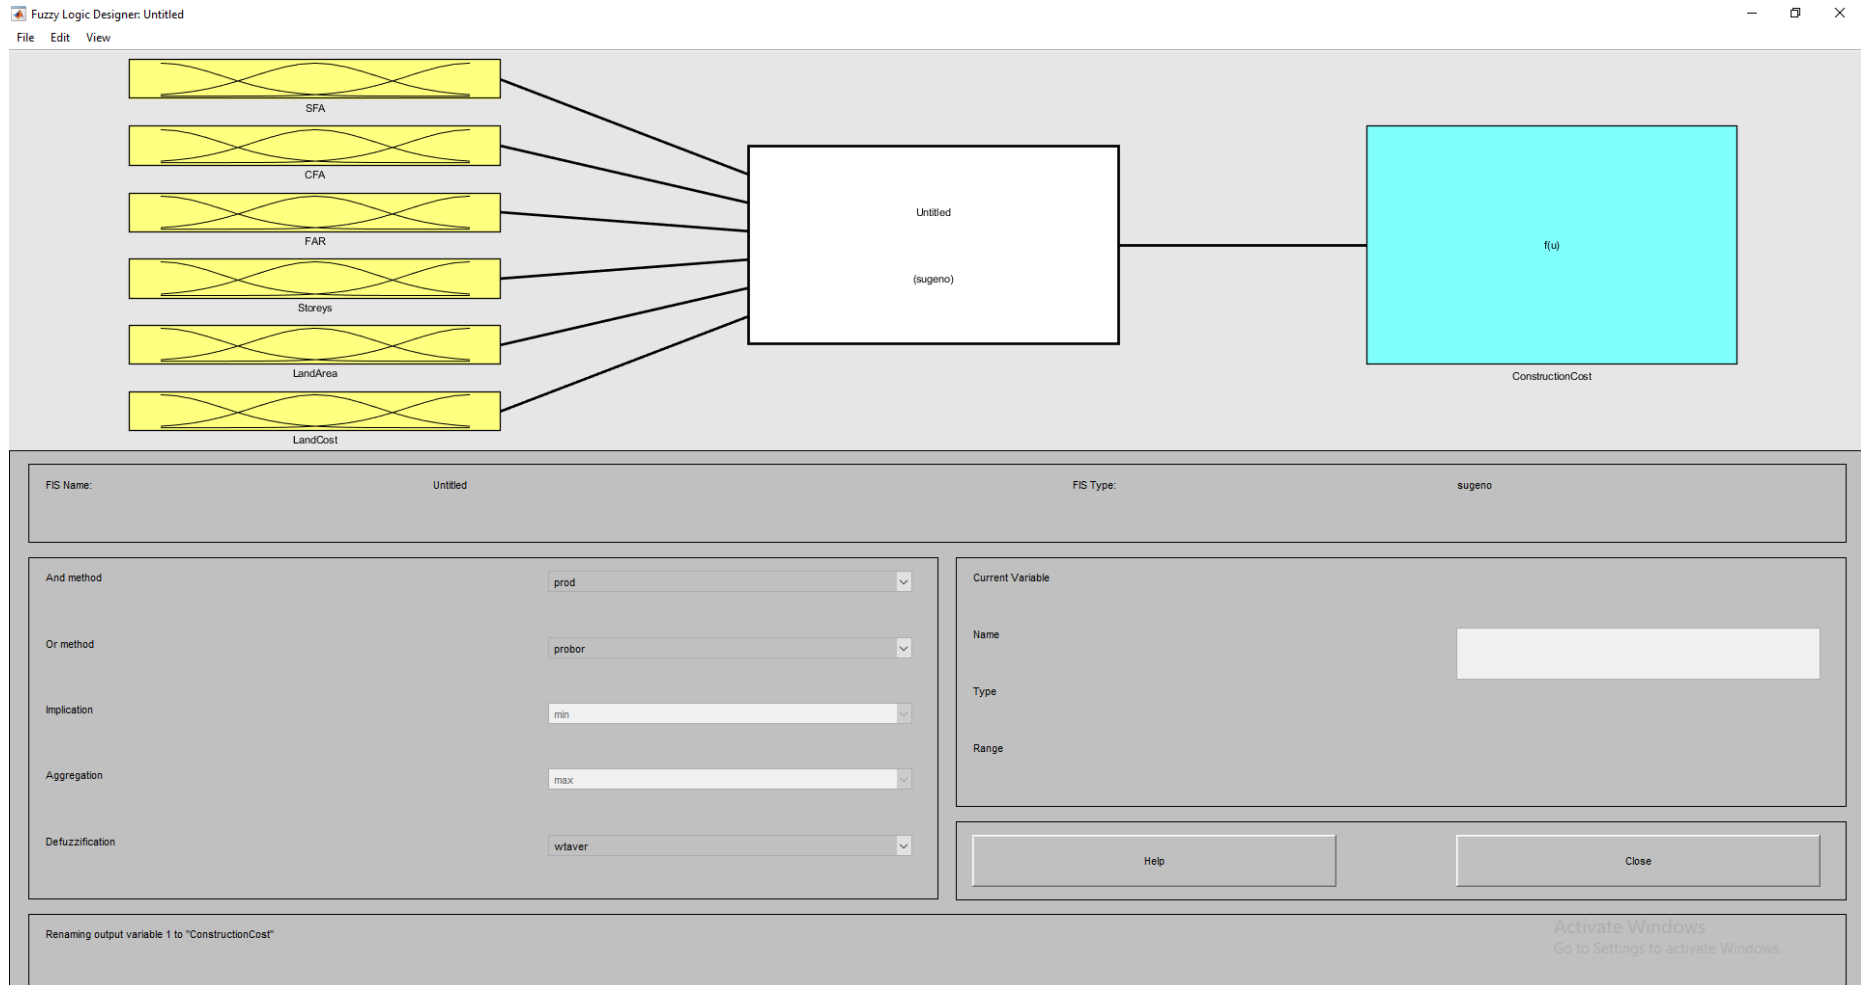 Fuzzy Logic Designer: Untitled
File Edit View
SFA
CFA
FAR
Storeys
LandArea
LandCost
Untitled
(sugeno)
f(u)
ConstructionCost
FIS Name: Untitled FIS Type: sugeno
And method prod
Or method probor
Implication min
Aggregation max
Defuzzification wtaver
Current Variable
Name
Type
Range
Help Close
Renaming output variable 1 to "ConstructionCost"
Activate Windows
Go to Settings to activate Windows.